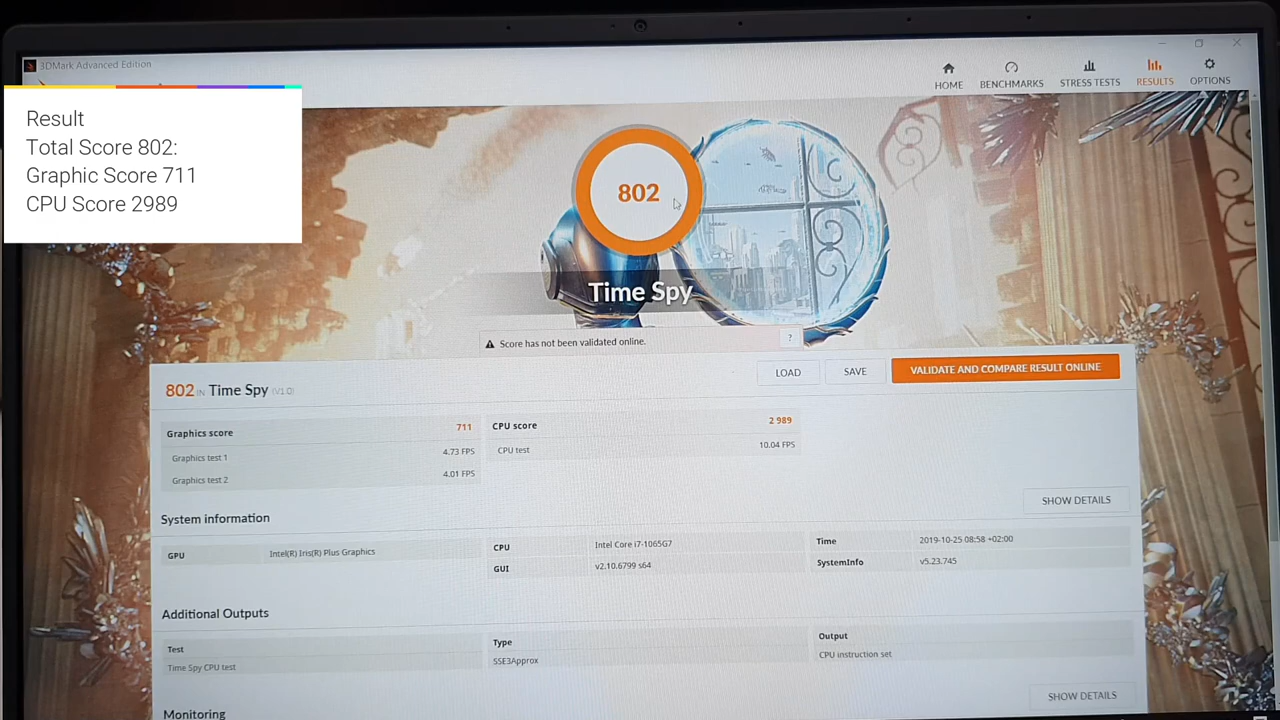 3DMark Advanced Edition
HOME
BENCHMARKS
STRESS TESTS
RESULTS
OPTIONS
Result
Total Score 802:
Graphic Score 711
CPU Score 2989
802
Time Spy
Score has not been validated online.
?
802 IN Time Spy (V1.0)
LOAD
SAVE
VALIDATE AND COMPARE RESULT ONLINE
Graphics score 711
Graphics test 1 4.73 FPS
Graphics test 2 4.01 FPS
CPU score 2 989
CPU test 10.04 FPS
SHOW DETAILS
System information
GPU Intel(R) Iris(R) Plus Graphics
CPU Intel Core i7-1065G7
GUI v2.10.6799 s64
Time 2019-10-25 08:58 +02:00
SystemInfo v5.23.745
Additional Outputs
Test
Time Spy CPU test
Type
SSE3Approx
Output
CPU instruction set
SHOW DETAILS
Monitoring